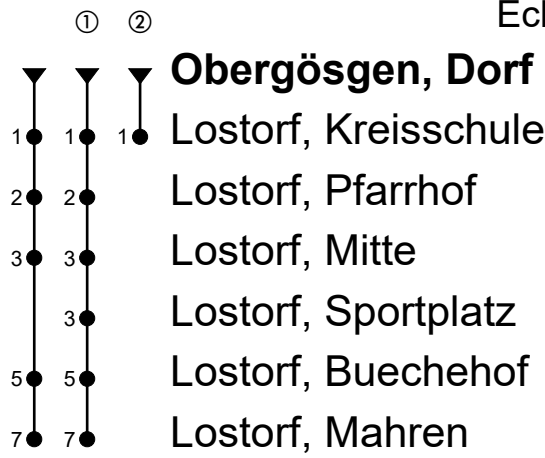 ① ② Ecl
Obergösgen, Dorf
1 1 1 Lostorf, Kreisschule
2 2 Lostorf, Pfarrhof
3 3 Lostorf, Mitte
3 Lostorf, Sportplatz
5 5 Lostorf, Buechehof
7 7 Lostorf, Mahren